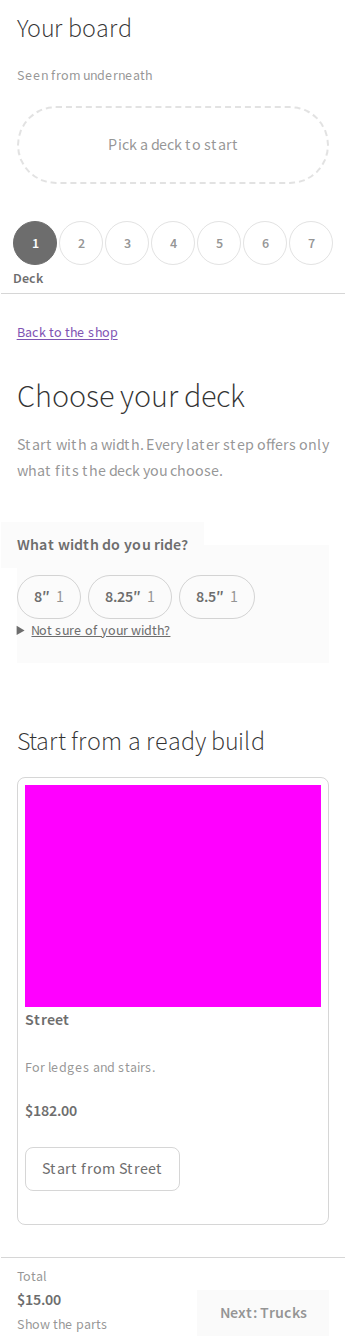 Your board
Seen from underneath
Pick a deck to start
1 2 3 4 5 6 7
Deck
Back to the shop
Choose your deck
Start with a width. Every later step offers only
what fits the deck you choose.
What width do you ride?
8″ 1 8.25″ 1 8.5″ 1
Not sure of your width?
Start from a ready build
Street
For ledges and stairs.
$182.00
Start from Street
Total
$15.00
Show the parts
Next: Trucks